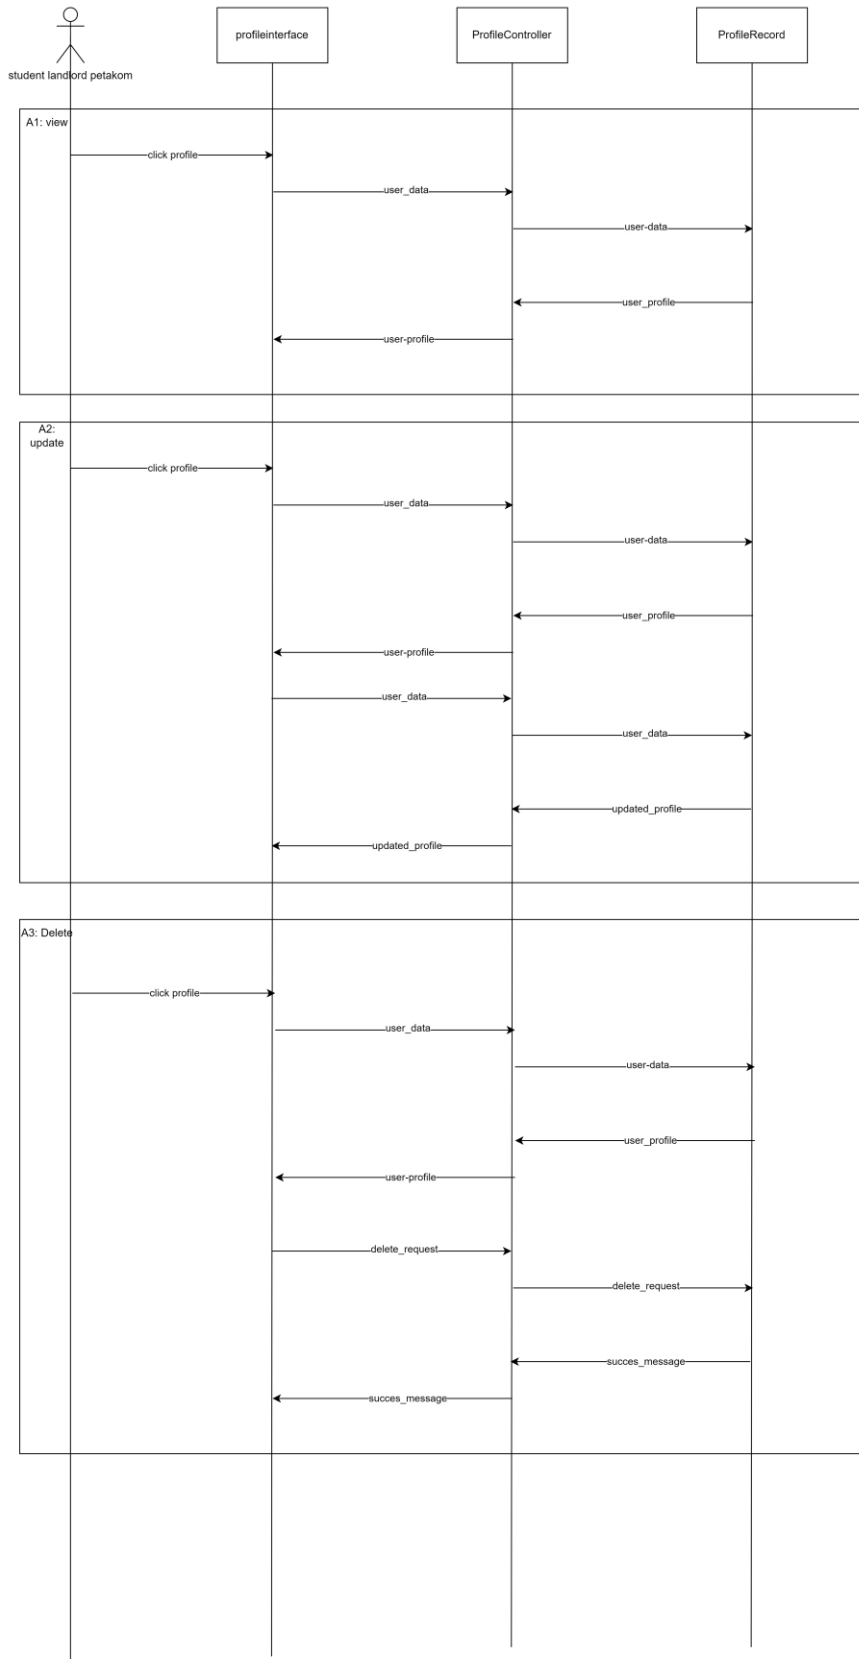 profileinterface
ProfileController
ProfileRecord
student landlord petakom
A1: view
click profile
user_data
user-data
user_profile
user-profile
A2:
update
click profile
user_data
user-data
user_profile
user-profile
user_data
user_data
updated_profile
updated_profile
A3: Delete
click profile
user_data
user-data
user_profile
user-profile
delete_request
delete_request
succes_message
succes_message